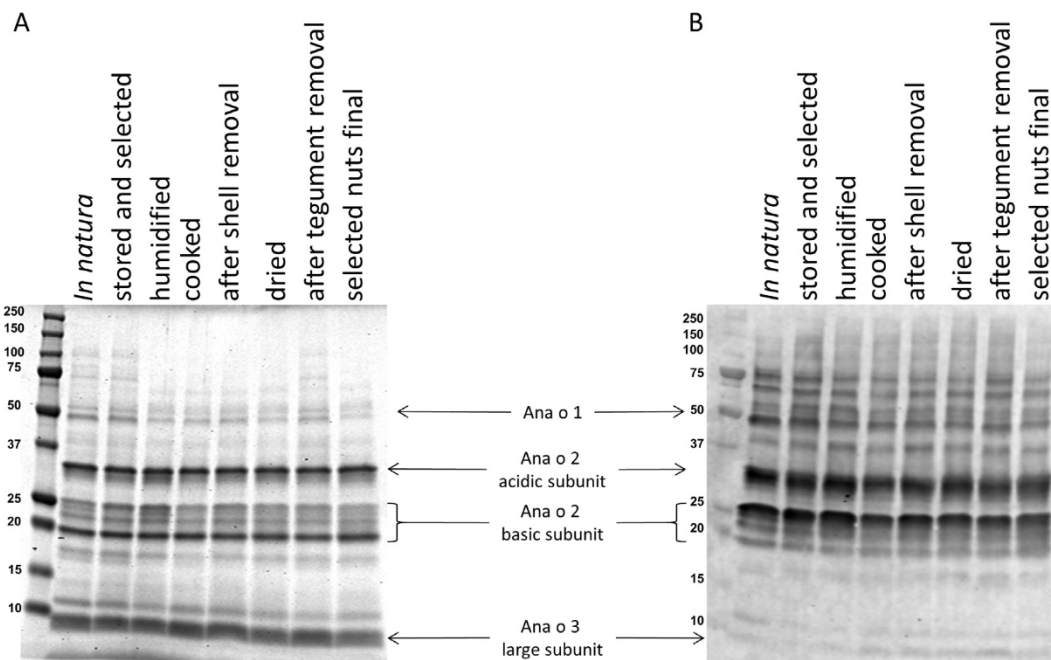 A
In natura
stored and selected
humidified
cooked
after shell removal
dried
after tegument removal
selected nuts final
250
150
100
75
50
37
25
20
15
10
Ana o 1
Ana o 2
acidic subunit
Ana o 2
basic subunit
Ana o 3
large subunit
B
In natura
stored and selected
humidified
cooked
after shell removal
dried
after tegument removal
selected nuts final
250
150
100
75
50
37
25
20
15
10